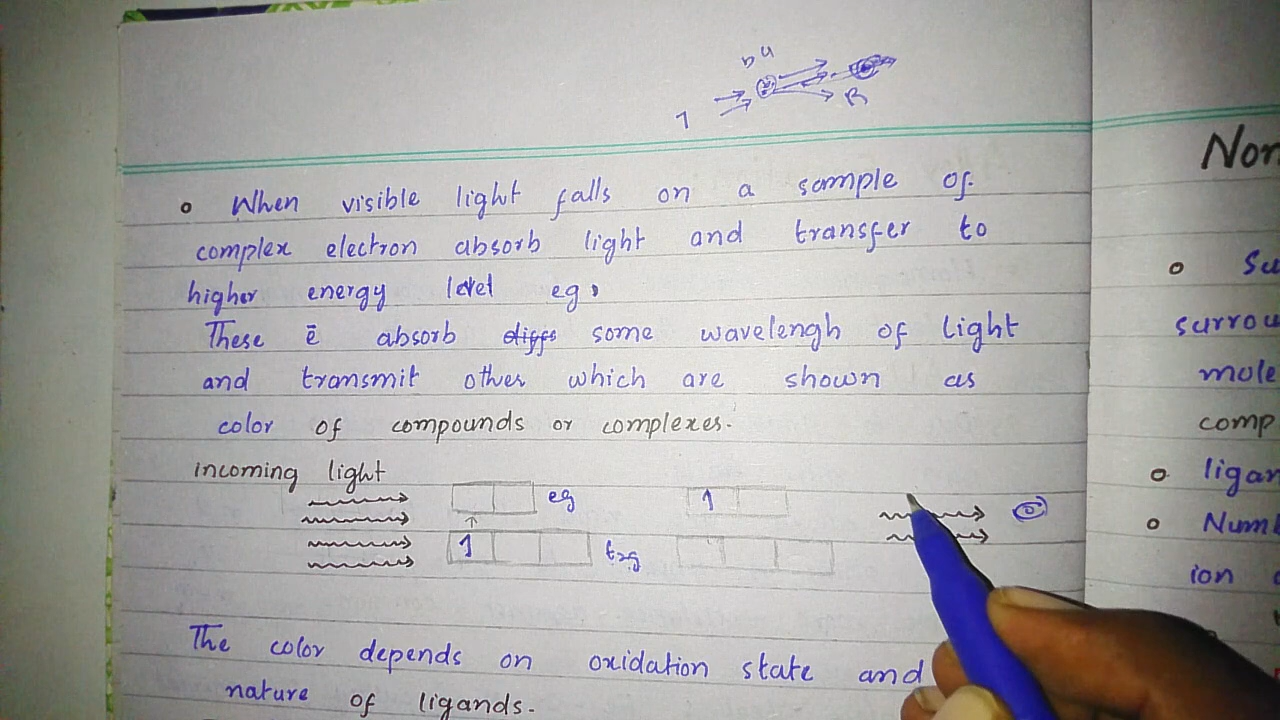 When visible light falls on a sample of
complex electron absorb light and transfer to
higher energy level eg.
These ē absorb some wavelengh of light
and transmit other which are shown as
color of compounds or complexes.
incoming light
1 eg 1
1 t2g
The color depends on oxidation state and
nature of ligands.
Nor
Su
surrou
mole
comp
ligan
Numb
ion